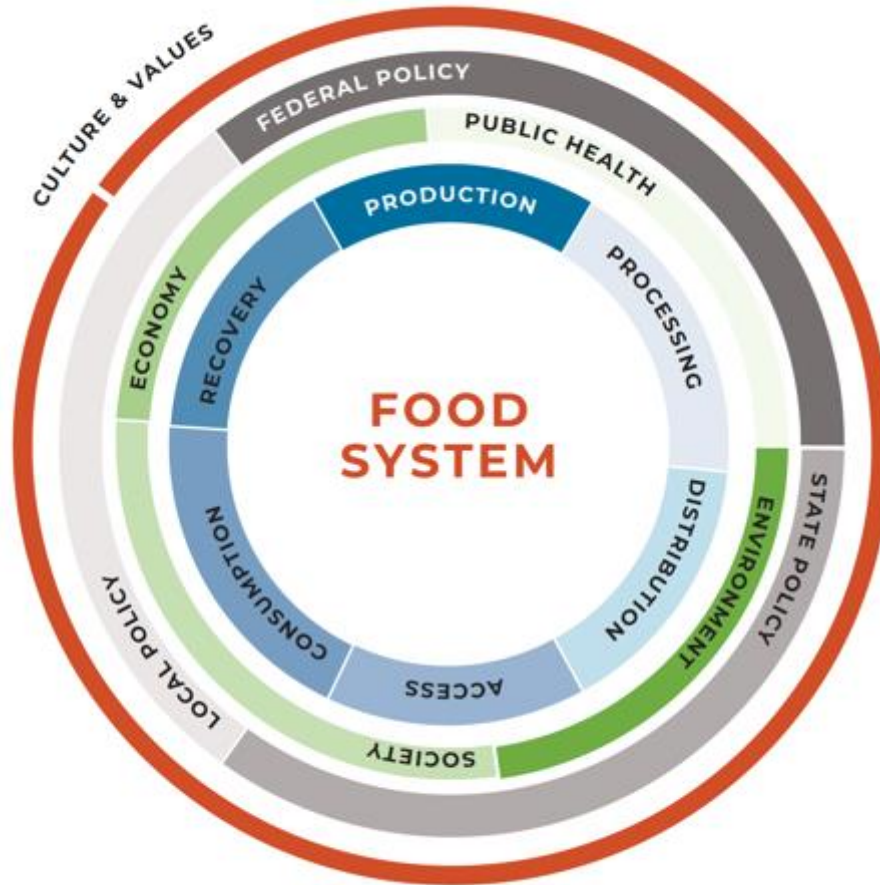 CULTURE & VALUES
FEDERAL POLICY
PUBLIC HEALTH
PRODUCTION
PROCESSING
ECONOMY
RECOVERY
FOOD
SYSTEM
DISTRIBUTION
ENVIRONMENT
STATE POLICY
CONSUMPTION
LOCAL POLICY
ACCESS
SOCIETY